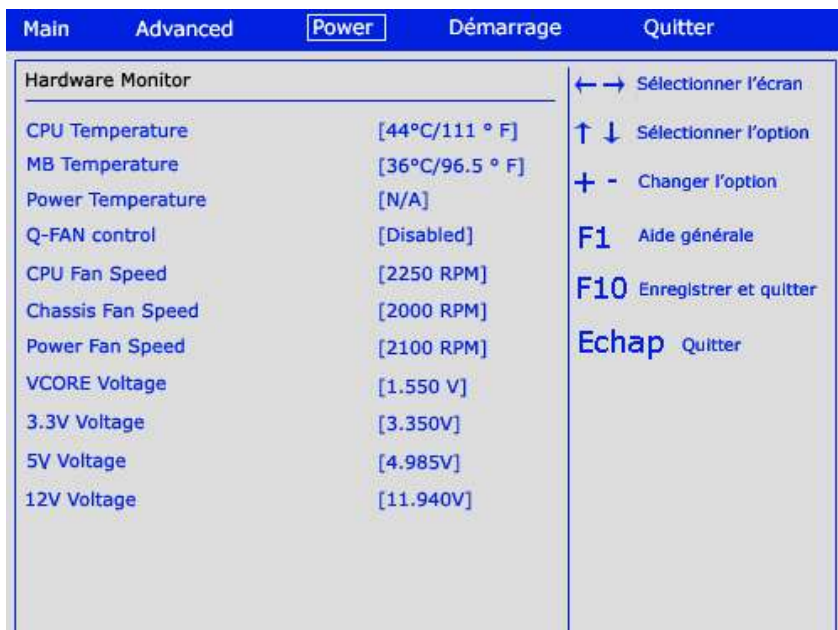 Main Advanced Power Démarrage Quitter
Hardware Monitor
CPU Temperature [44°C/111 ° F]
MB Temperature [36°C/96.5 ° F]
Power Temperature [N/A]
Q-FAN control [Disabled]
CPU Fan Speed [2250 RPM]
Chassis Fan Speed [2000 RPM]
Power Fan Speed [2100 RPM]
VCORE Voltage [1.550 V]
3.3V Voltage [3.350V]
5V Voltage [4.985V]
12V Voltage [11.940V]
← → Sélectionner l'écran
↑ ↓ Sélectionner l'option
+ - Changer l'option
F1 Aide générale
F10 Enregistrer et quitter
Echap Quitter